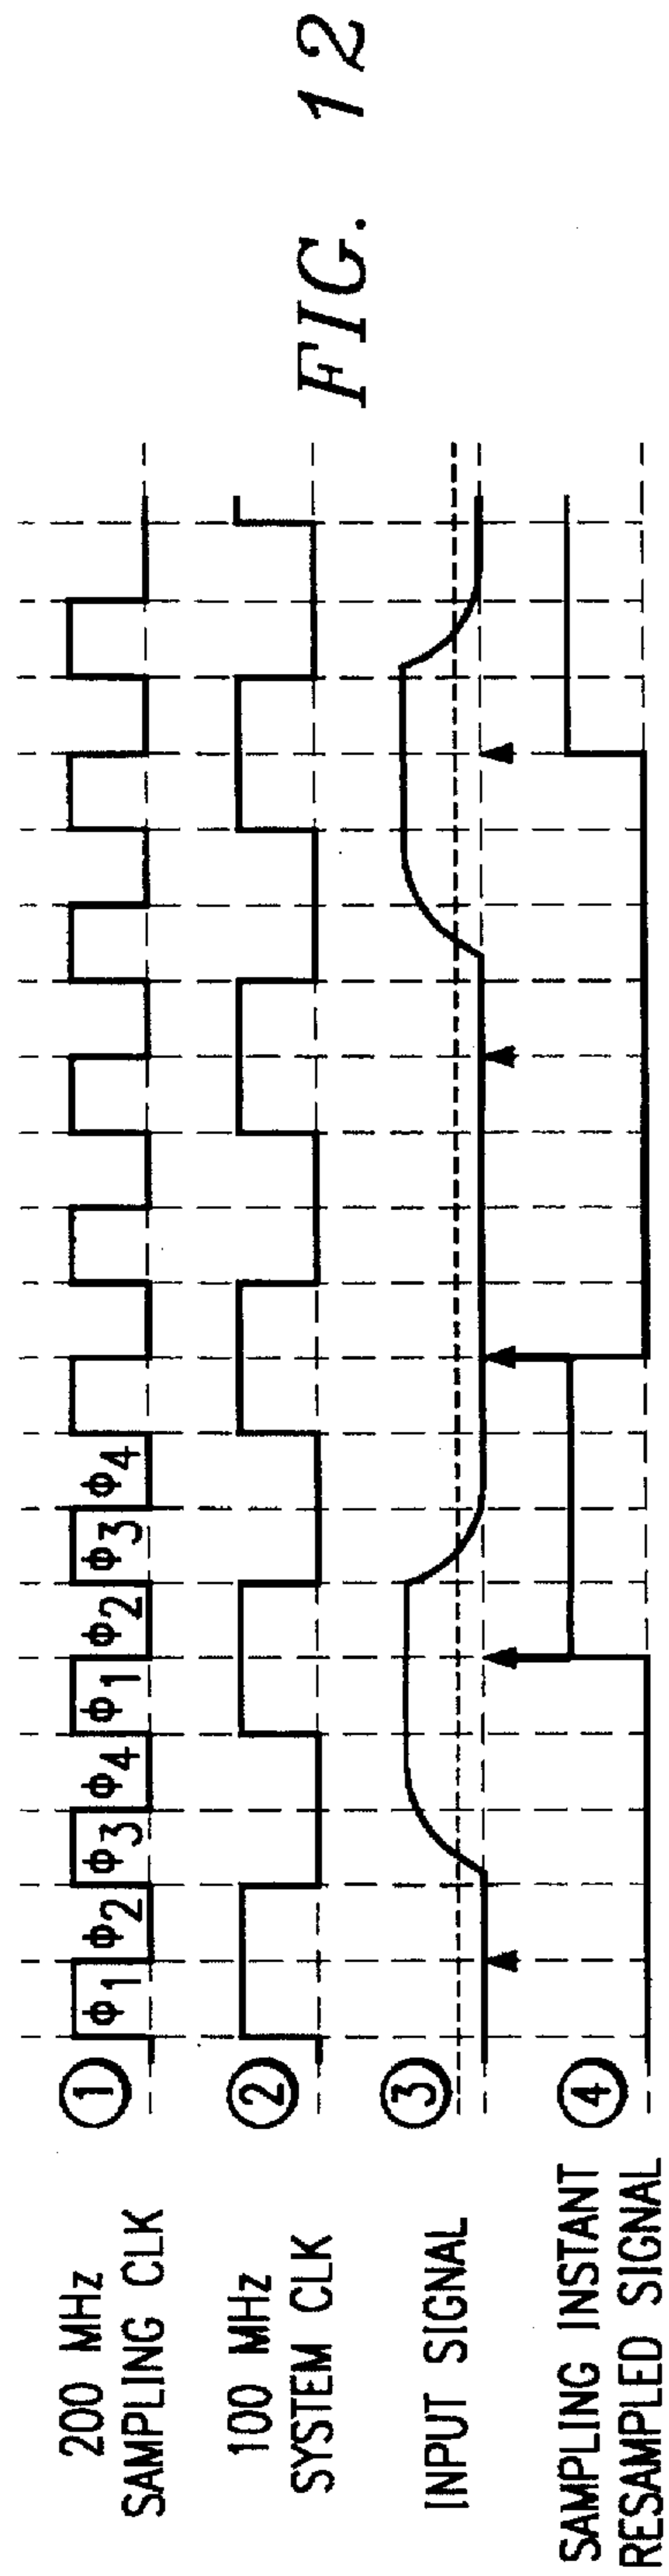 200 MHz
SAMPLING CLK
1
Φ1 Φ2 Φ3 Φ4 Φ1 Φ2 Φ3 Φ4
100 MHz
SYSTEM CLK
2
INPUT SIGNAL
3
SAMPLING INSTANT
RESAMPLED SIGNAL
4
FIG. 12